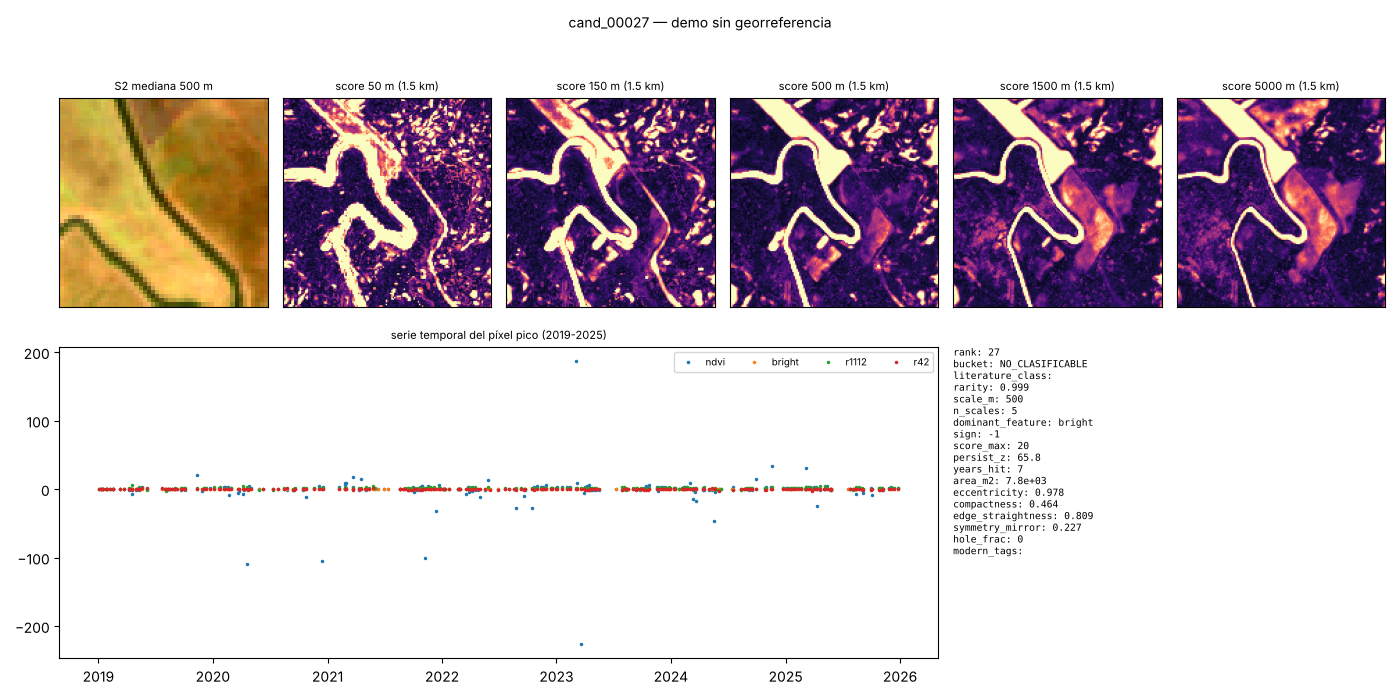 cand_00027 — demo sin georreferencia
S2 mediana 500 m
score 50 m (1.5 km)
score 150 m (1.5 km)
score 500 m (1.5 km)
score 1500 m (1.5 km)
score 5000 m (1.5 km)
serie temporal del píxel pico (2019-2025)
ndvi
bright
r1112
r42
200
100
0
−100
−200
2019
2020
2021
2022
2023
2024
2025
2026
rank: 27
bucket: NO_CLASIFICABLE
literature_class:
rarity: 0.999
scale_m: 500
n_scales: 5
dominant_feature: bright
sign: -1
score_max: 20
persist_z: 65.8
years_hit: 7
area_m2: 7.8e+03
eccentricity: 0.978
compactness: 0.464
edge_straightness: 0.809
symmetry_mirror: 0.227
hole_frac: 0
modern_tags: